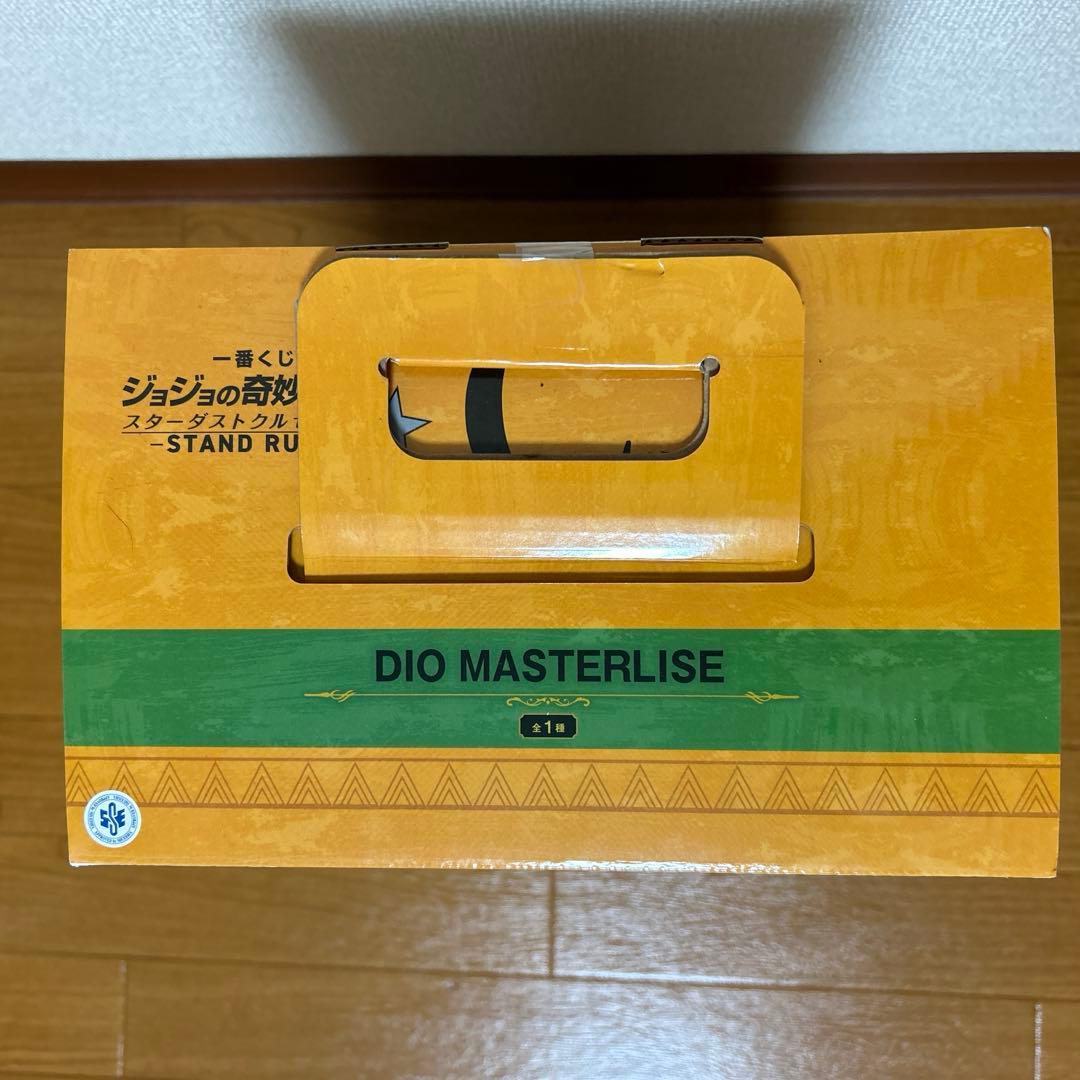 一番くじ
ジョジョの奇妙
スターダストクル
-STAND RU
DIO MASTERLISE
全1種